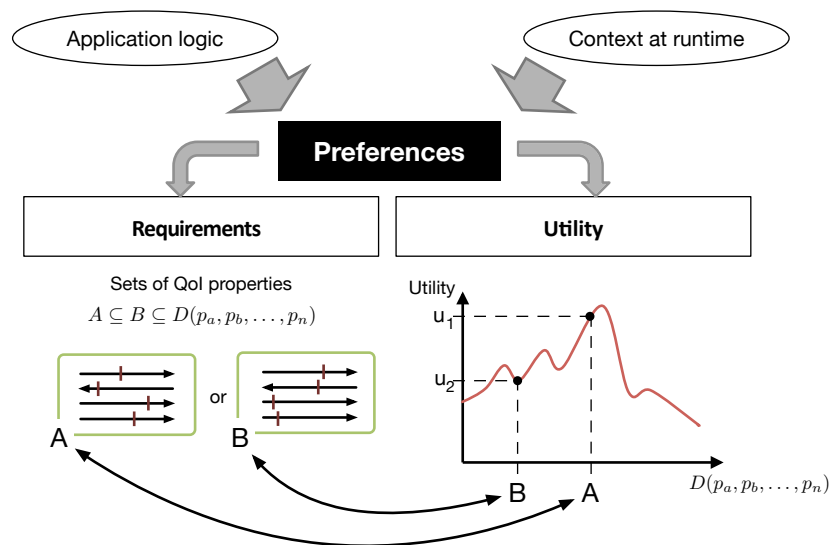 Application logic
Context at runtime
Preferences
Requirements
Utility
Sets of QoI properties
A ⊆ B ⊆ D(p_a, p_b, . . . , p_n)
or
A
B
Utility
u_1
u_2
B
A
D(p_a, p_b, . . . , p_n)